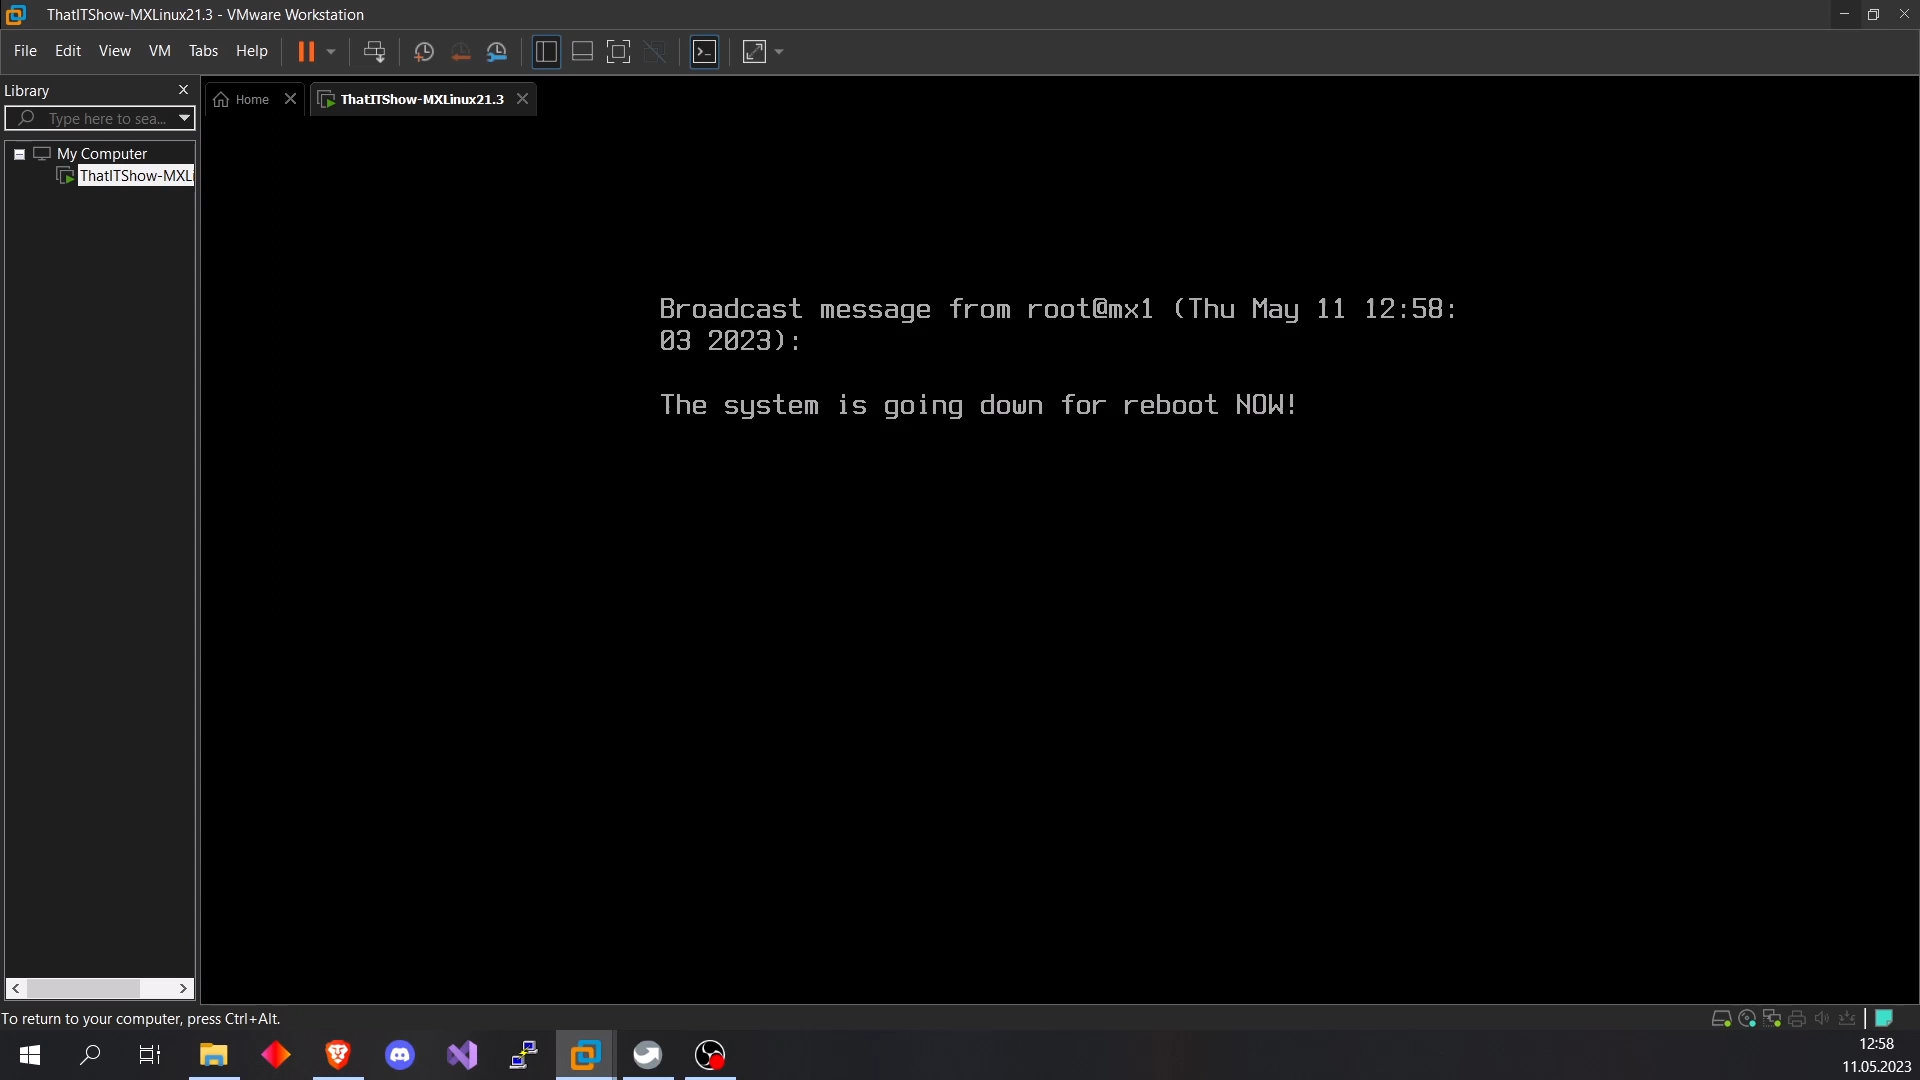 ThatITShow-MXLinux21.3 - VMware Workstation
File Edit View VM Tabs Help
Library
Home
ThatITShow-MXLinux21.3
Type here to sea...
My Computer
ThatITShow-MXLi
Broadcast message from root@mx1 (Thu May 11 12:58:
03 2023):
The system is going down for reboot NOW!
To return to your computer, press Ctrl+Alt.
12:58
11.05.2023